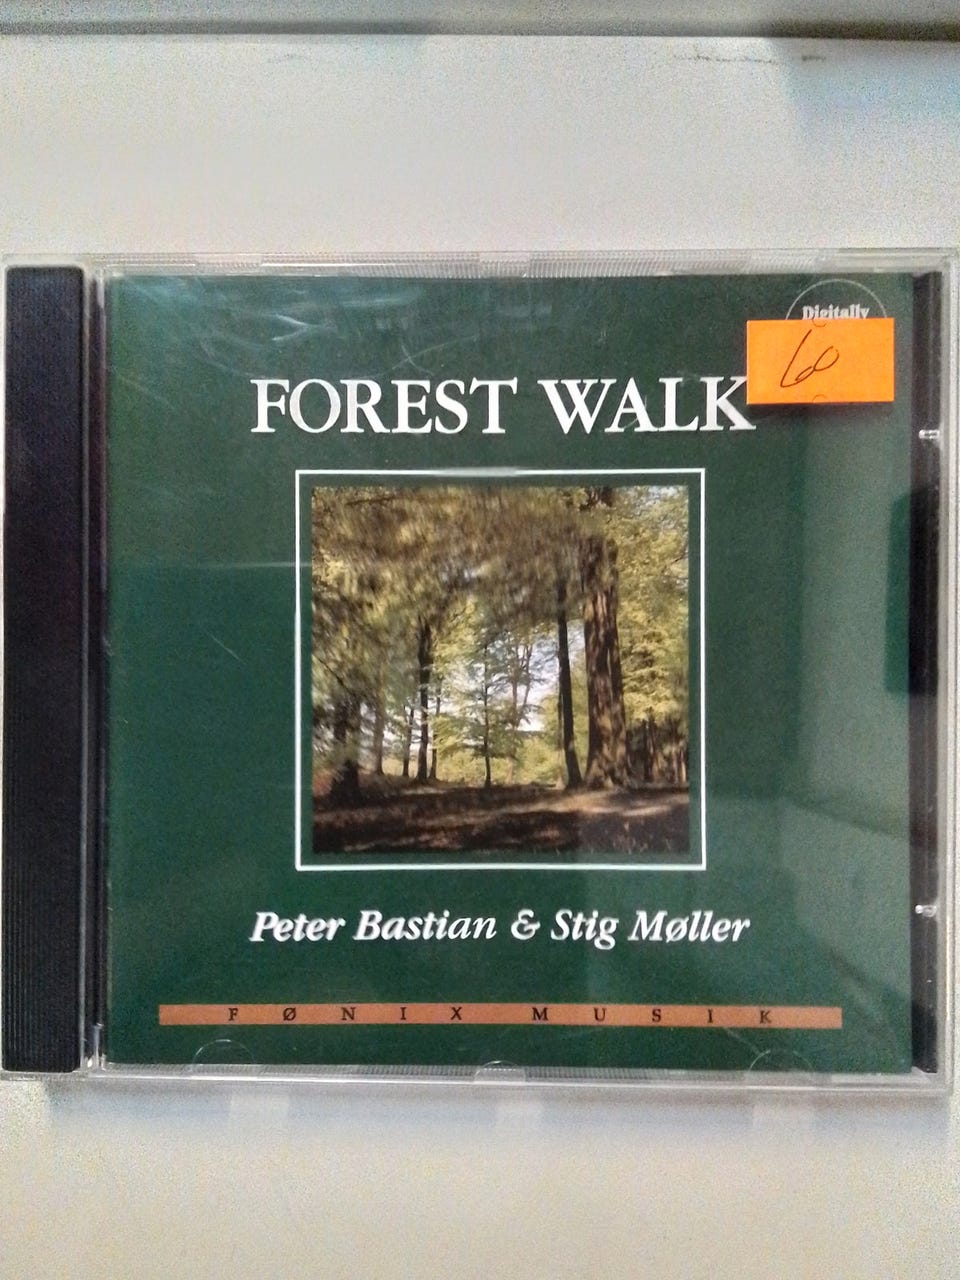 Digitally
60
FOREST WALK
Peter Bastian & Stig Møller
FØNIX MUSIK